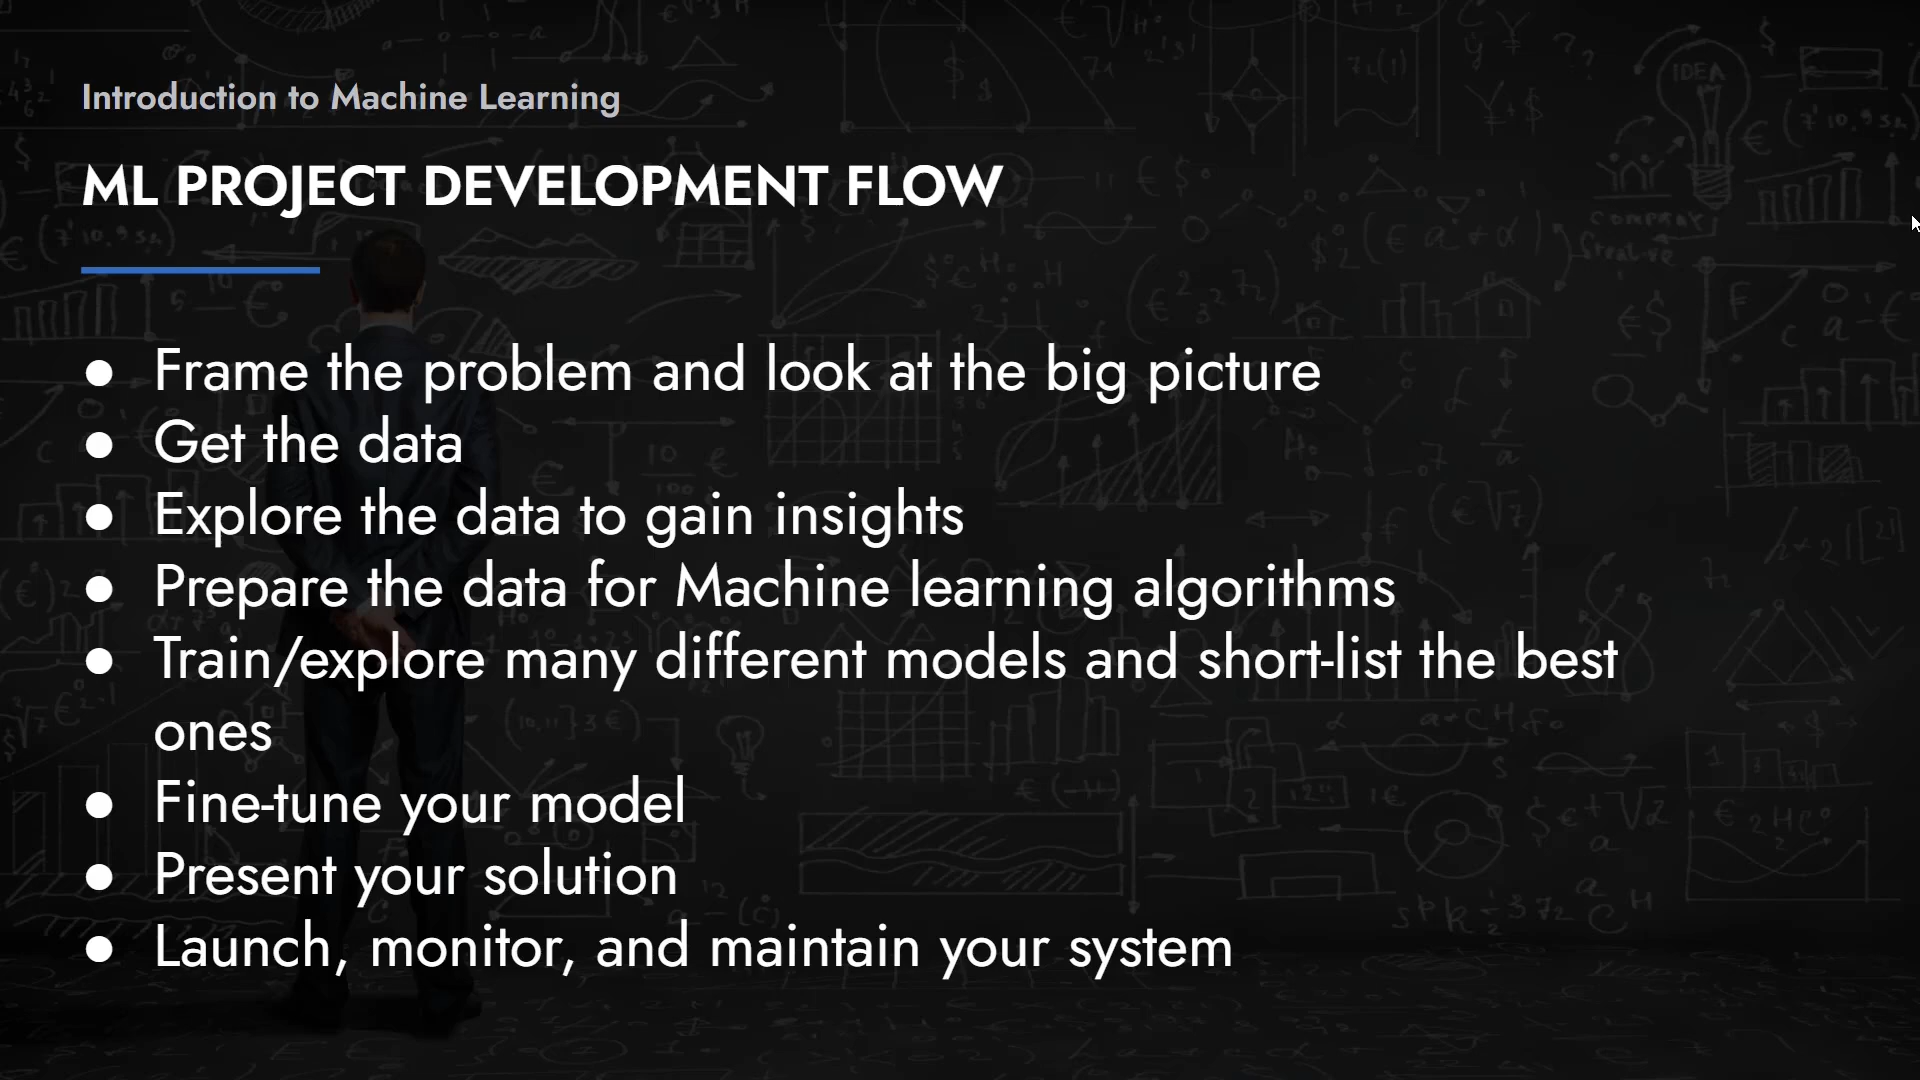 Introduction to Machine Learning
ML PROJECT DEVELOPMENT FLOW
● Frame the problem and look at the big picture
● Get the data
● Explore the data to gain insights
● Prepare the data for Machine learning algorithms
● Train/explore many different models and short-list the best
ones
● Fine-tune your model
● Present your solution
● Launch, monitor, and maintain your system
IDEA